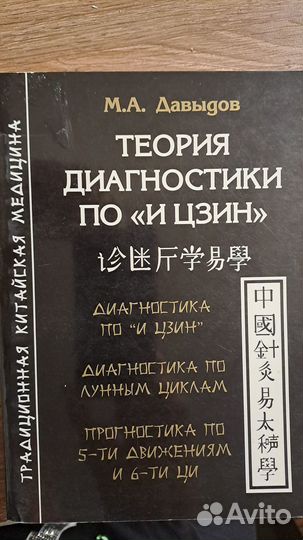 М.А. Давыдов
ТЕОРИЯ
ДИАГНОСТИКИ
ПО «И ЦЗИН»
ДИАГНОСТИКА
ПО "И ЦЗИН"
ДИАГНОСТИКА ПО
ЛУННЫМ ЦИКЛАМ
ПРОГНОСТИКА ПО
5-ТИ ДВИЖЕНИЯМ
И 6-ТИ ЦИ
ТРАДИЦИОННАЯ КИТАЙСКАЯ МЕДИЦИНА
中國針灸易太
學
Avito